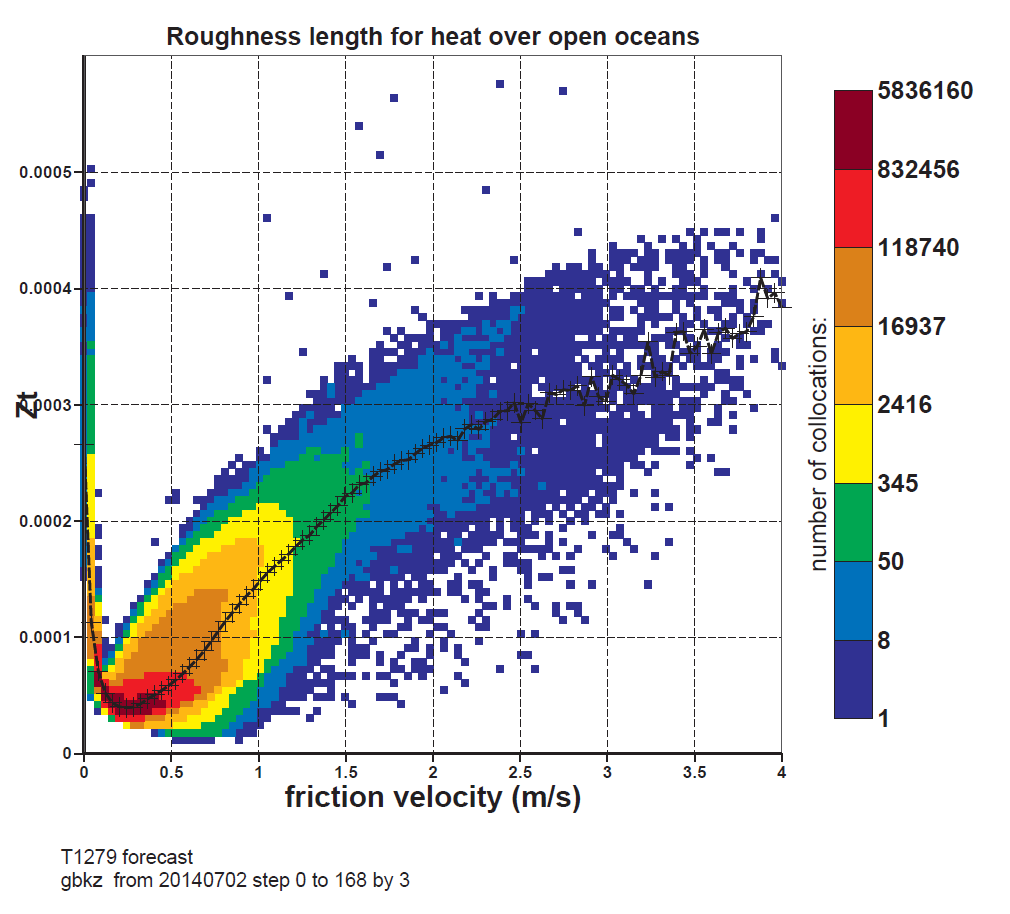 Roughness length for heat over open oceans
Zt
0.0005
0.0004
0.0003
0.0002
0.0001
0
0 0.5 1 1.5 2 2.5 3 3.5 4
friction velocity (m/s)
number of collocations:
5836160
832456
118740
16937
2416
345
50
8
1
T1279 forecast
gbkz from 20140702 step 0 to 168 by 3